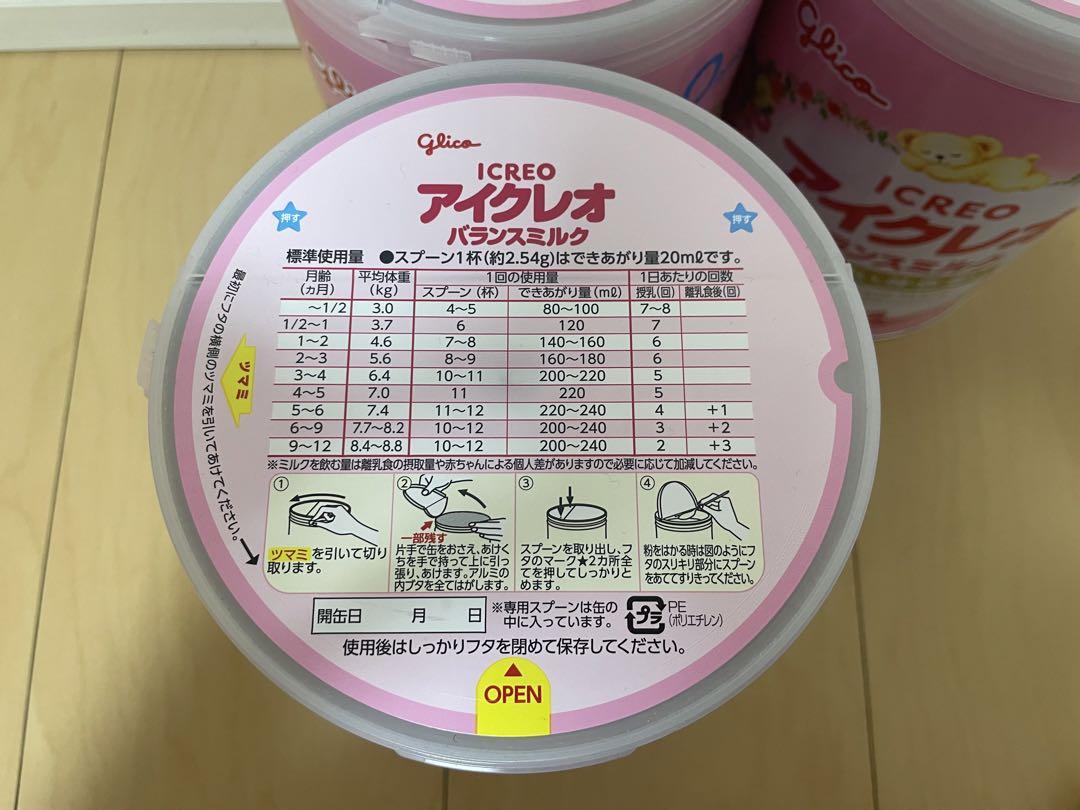 glico
ICREO
アイクレオ
バランスミルク
押す
押す
標準使用量 ●スプーン1杯(約2.54g)はできあがり量20mℓです。
月齢(ヵ月) 平均体重(kg) 1回の使用量 1日あたりの回数
スプーン(杯) できあがり量(mℓ) 授乳(回) 離乳食後(回)
～1/2 3.0 4～5 80～100 7～8
1/2～1 3.7 6 120 7
1～2 4.6 7～8 140～160 6
2～3 5.6 8～9 160～180 6
3～4 6.4 10～11 200～220 5
4～5 7.0 11 220 5
5～6 7.4 11～12 220～240 4 +1
6～9 7.7～8.2 10～12 200～240 3 +2
9～12 8.4～8.8 10～12 200～240 2 +3
※ミルクを飲む量は離乳食の摂取量や赤ちゃんによる個人差がありますので必要に応じて加減してください。
最初にフタの横側のツマミを引いてあけてください。
ツマミ
①
ツマミを引いて切り
取ります。
②
一部残す
片手で缶をおさえ、あけく
ちを手で持って上に引っ
張り、あけます。アルミの
内ブタを全てはがします。
③
スプーンを取り出し、フ
タのマーク★2カ所全
てを押してしっかりと
めます。
④
粉をはかる時は図のようにフ
タのスリキリ部分にスプーン
をあててすりきってください。
開缶日 月 日
※専用スプーンは缶の
中に入っています。
プラ
PE
(ポリエチレン)
使用後はしっかりフタを閉めて保存してください。
OPEN
glico
ICREO
アイクレオ
バランスミルク